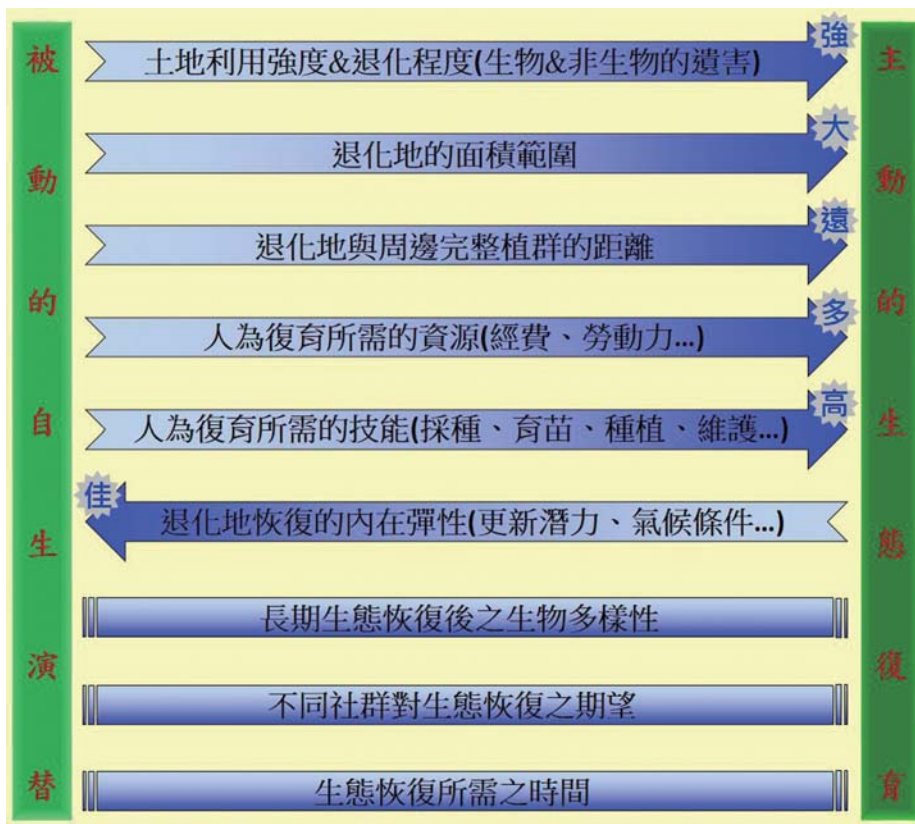 被動的自生演替
強
土地利用強度&退化程度(生物&非生物的遺害)
大
退化地的面積範圍
遠
退化地與周邊完整植群的距離
多
人為復育所需的資源(經費、勞動力...)
高
人為復育所需的技能(採種、育苗、種植、維護...)
佳
退化地恢復的內在彈性(更新潛力、氣候條件...)
長期生態恢復後之生物多樣性
不同社群對生態恢復之期望
生態恢復所需之時間
主動的生態復育